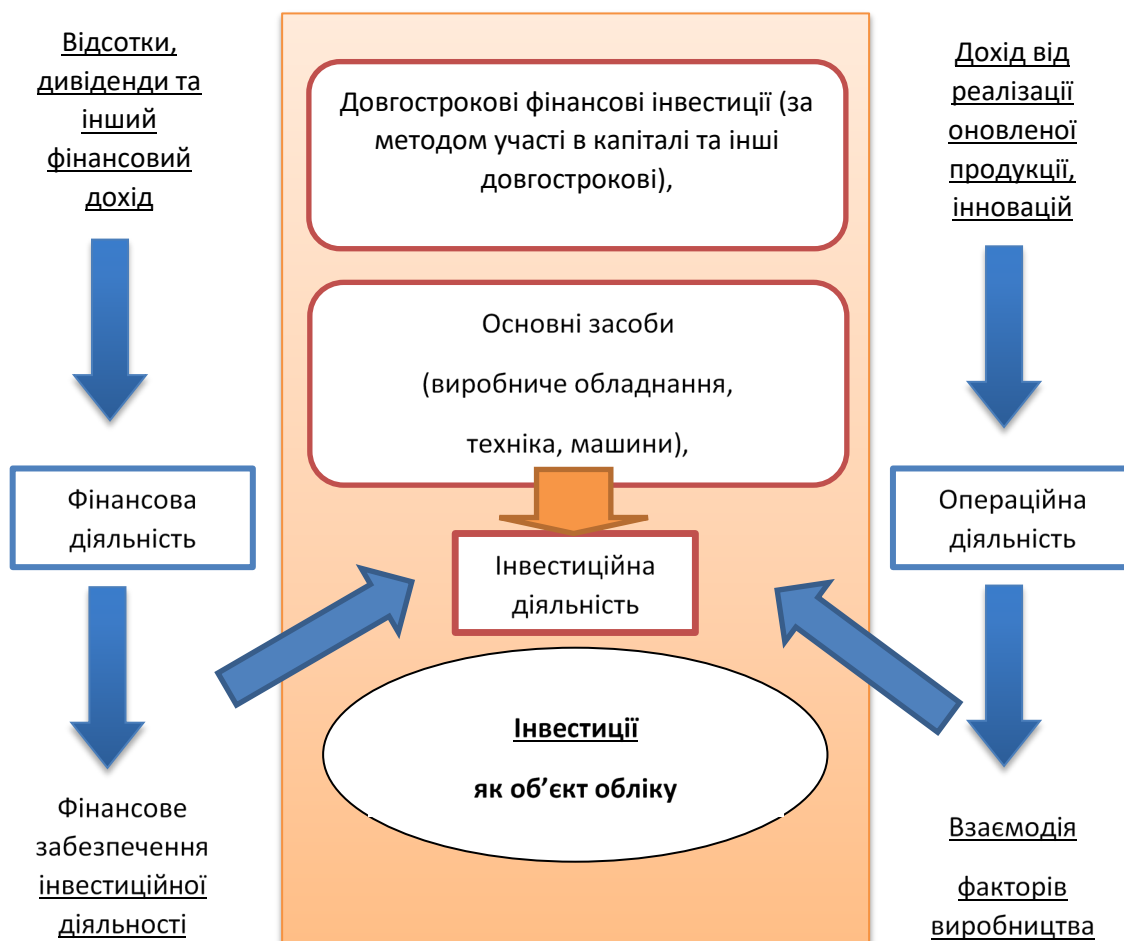 Відсотки,
дивіденди та
інший
фінансовий
дохід
Фінансова
діяльність
Фінансове
забезпечення
інвестиційної
діяльності
Довгострокові фінансові інвестиції (за
методом участі в капіталі та інші
довгострокові),
Основні засоби
(виробниче обладнання,
техніка, машини),
Інвестиційна
діяльність
Інвестиції
як об’єкт обліку
Дохід від
реалізації
оновленої
продукції,
інновацій
Операційна
діяльність
Взаємодія
факторів
виробництва